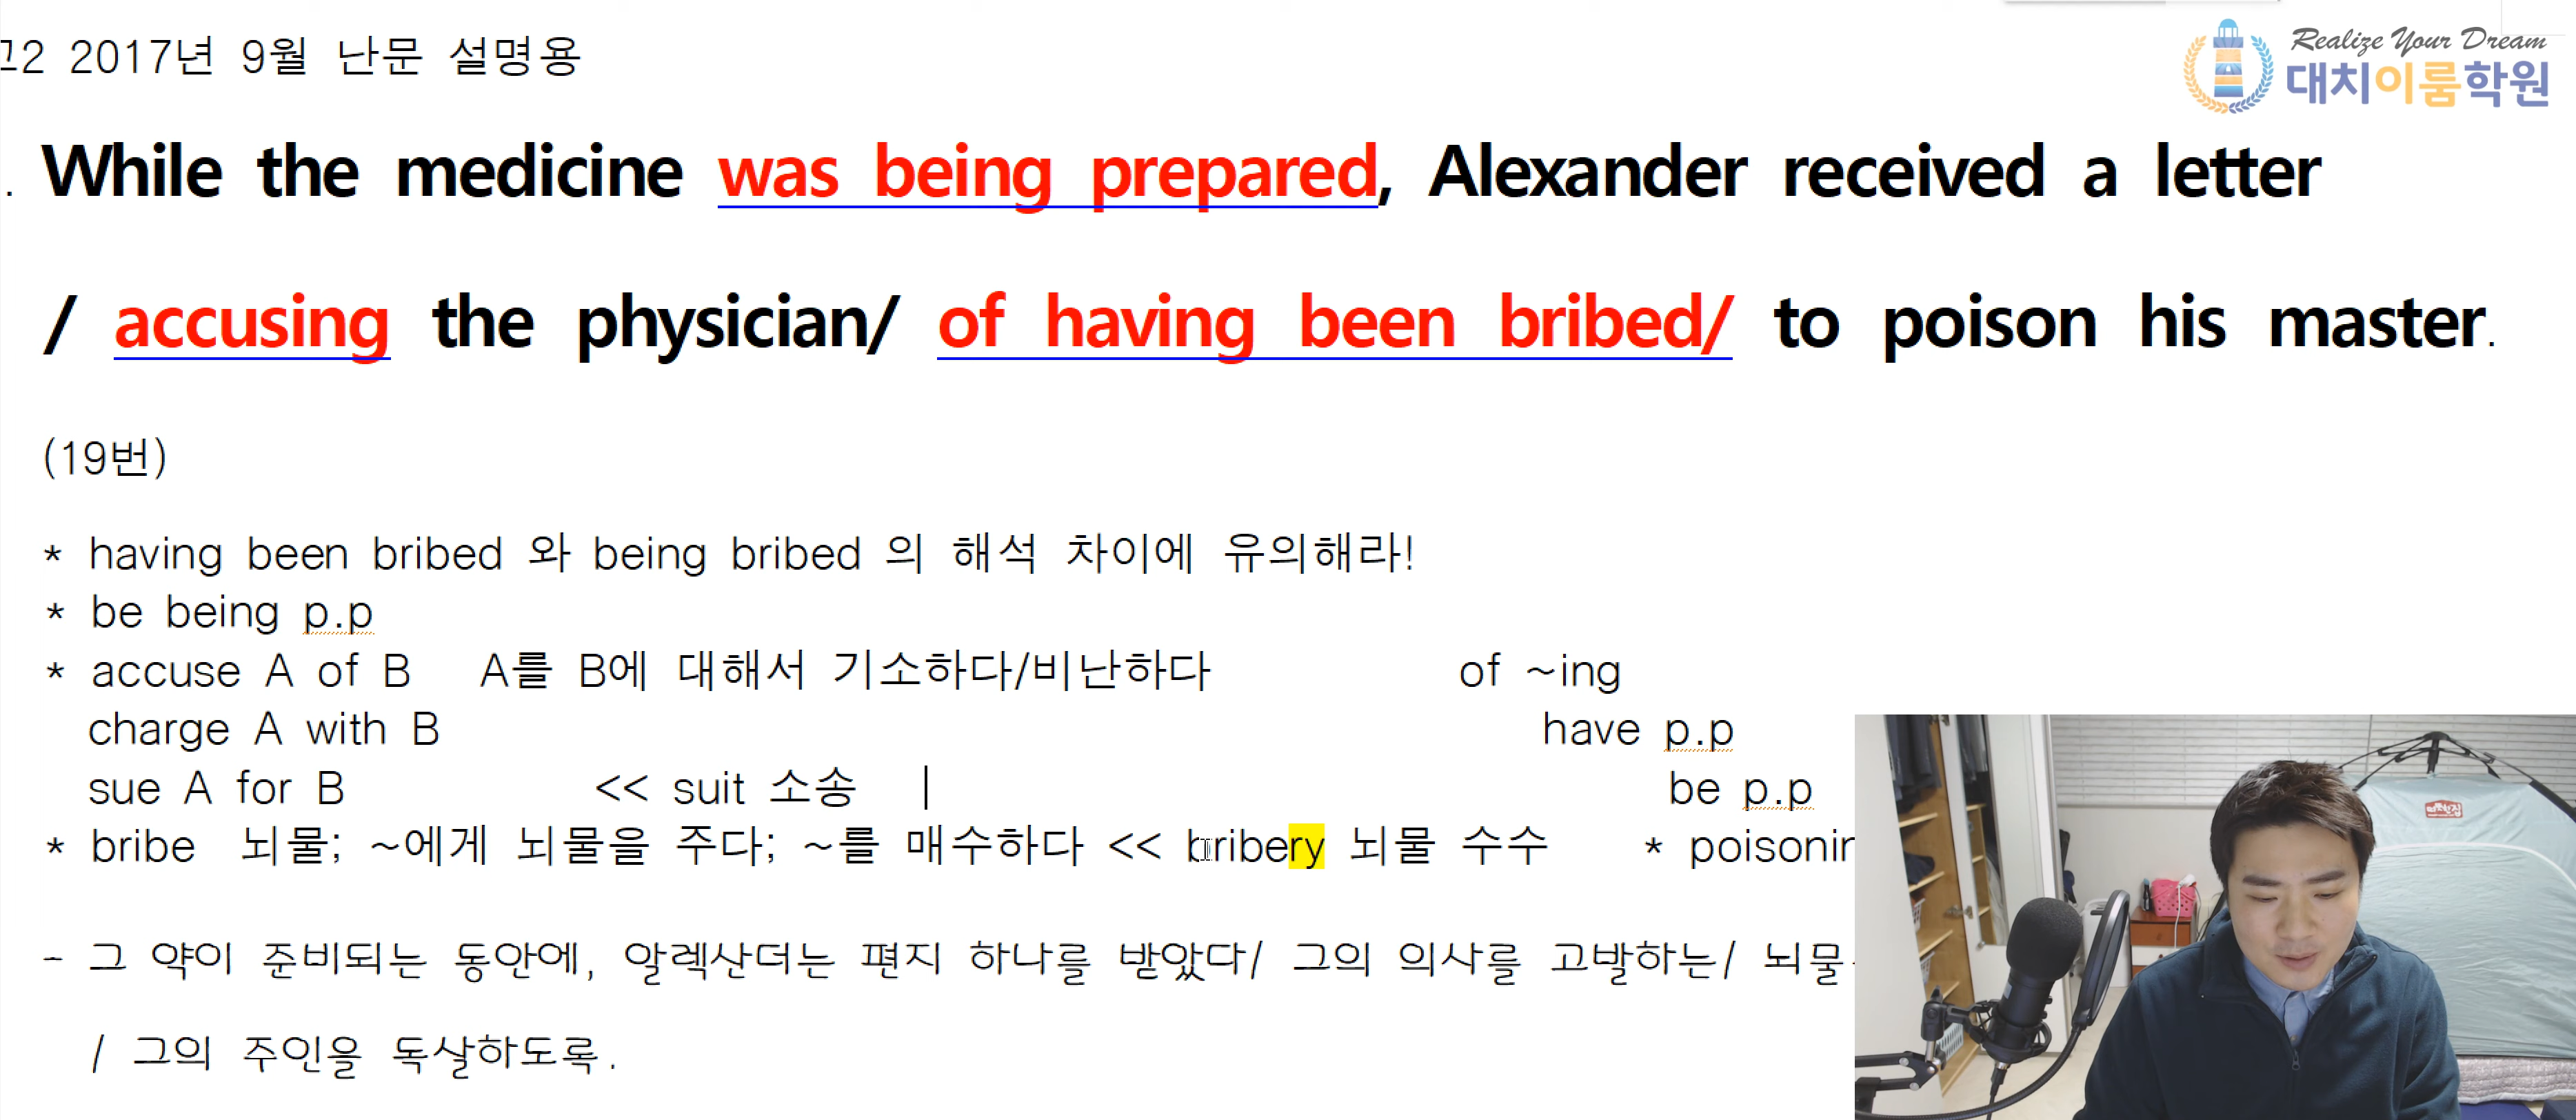 고2 2017년 9월 난문 설명용
Realize Your Dream
대치이룸학원
. While the medicine was being prepared, Alexander received a letter
/ accusing the physician/ of having been bribed/ to poison his master.
(19번)
* having been bribed 와 being bribed 의 해석 차이에 유의해라!
* be being p.p
* accuse A of B A를 B에 대해서 기소하다/비난하다 of ~ing
charge A with B have p.p
sue A for B << suit 소송 be p.p
* bribe 뇌물; ~에게 뇌물을 주다; ~를 매수하다 << bribery 뇌물 수수 * poisonin
- 그 약이 준비되는 동안에, 알렉산더는 편지 하나를 받았다/ 그의 의사를 고발하는/ 뇌물
/ 그의 주인을 독살하도록.